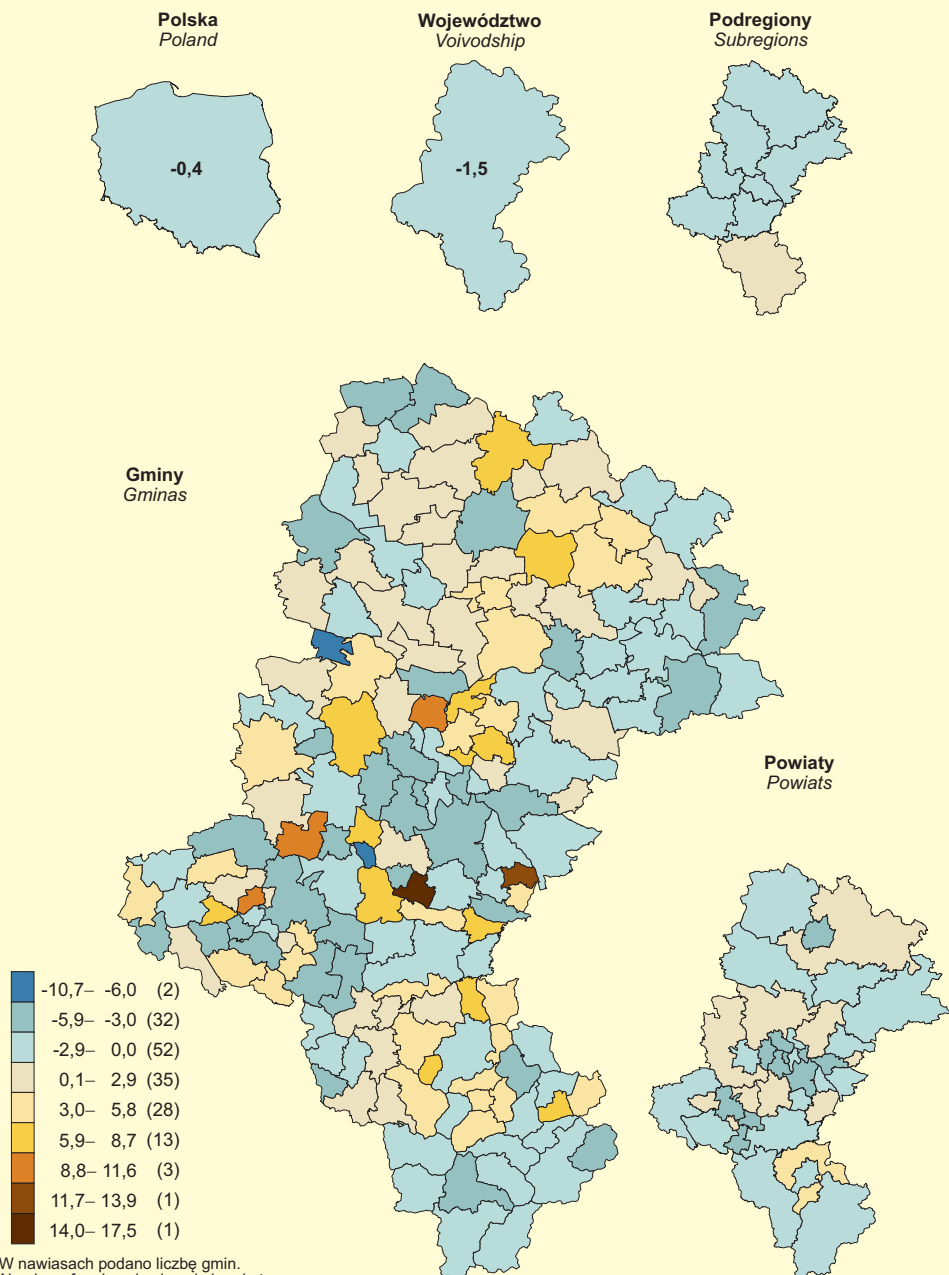 Polska
Poland
Województwo
Voivodship
Podregiony
Subregions
-0,4
-1,5
Gminy
Gminas
Powiaty
Powiats
-10,7– -6,0 (2)
-5,9– -3,0 (32)
-2,9– 0,0 (52)
0,1– 2,9 (35)
3,0– 5,8 (28)
5,9– 8,7 (13)
8,8– 11,6 (3)
11,7– 13,9 (1)
14,0– 17,5 (1)
W nawiasach podano liczbę gmin.